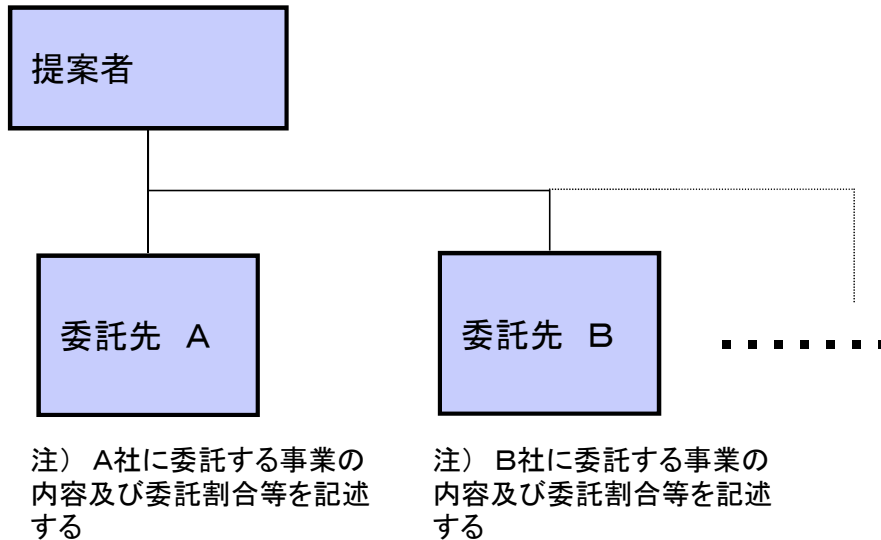 提案者
委託先 A
委託先 B
・・・・・・・
注） A社に委託する事業の
内容及び委託割合等を記述
する
注） B社に委託する事業の
内容及び委託割合等を記述
する